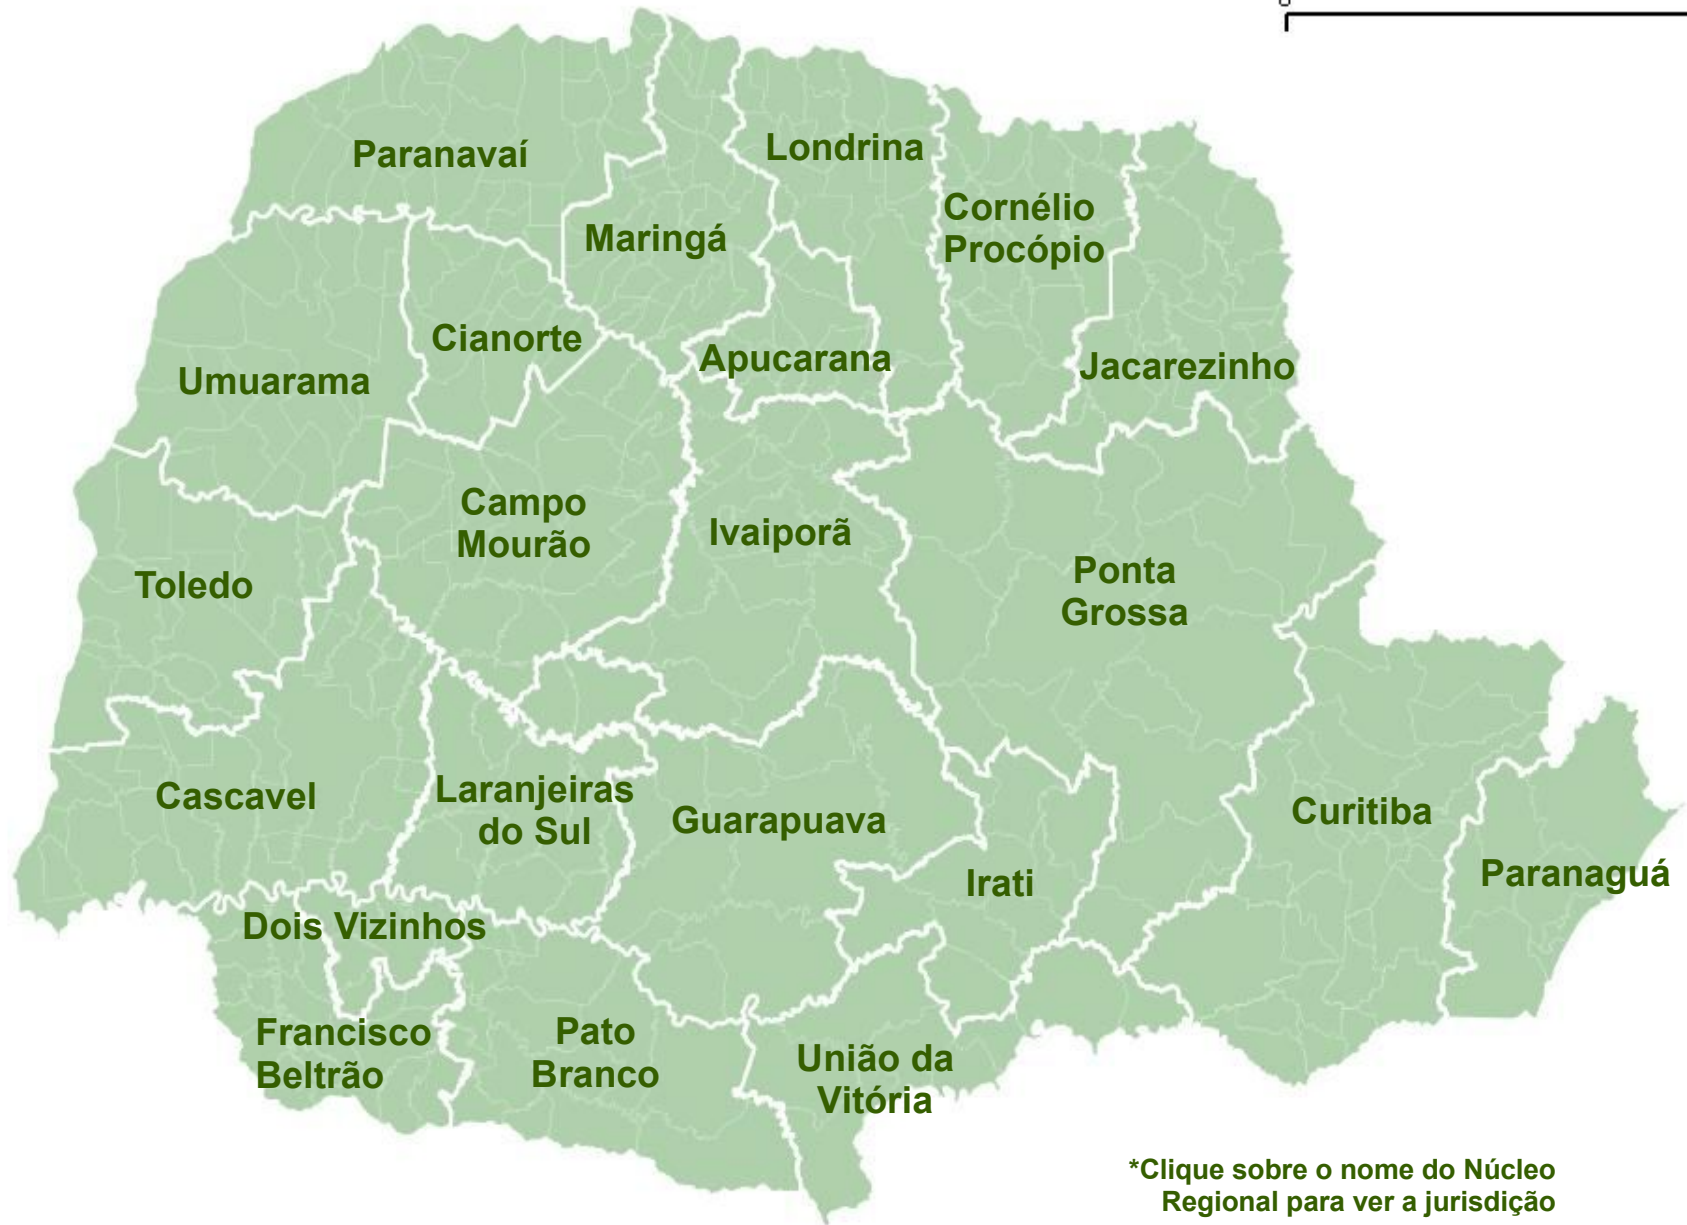 Londrina
Paranavaí
Cornélio
Procópio
Maringá
Cianorte
Apucarana
Jacarezinho
Umuarama
Campo
Mourão
Ivaiporã
Ponta
Grossa
Toledo
Cascavel
Laranjeiras
do Sul
Guarapuava
Curitiba
Irati
Paranaguá
Dois Vizinhos
Francisco
Beltrão
Pato
Branco
União da
Vitória
*Clique sobre o nome do Núcleo
Regional para ver a jurisdição